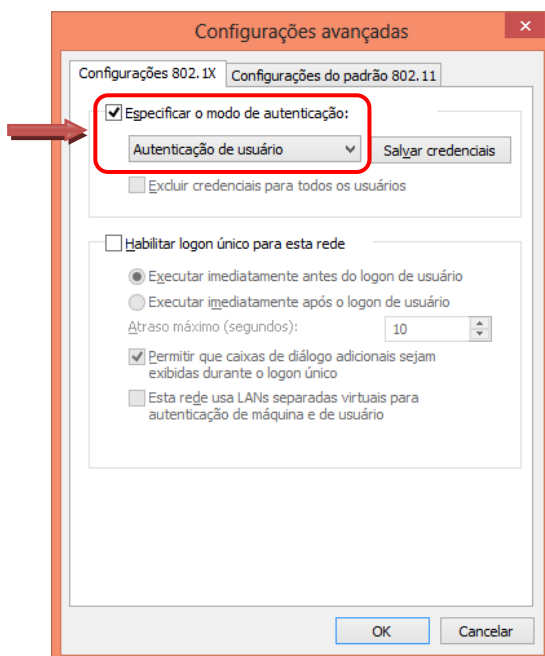 Configurações avançadas
Configurações 802.1X
Configurações do padrão 802.11
Especificar o modo de autenticação:
Autenticação de usuário
Salvar credenciais
Excluir credenciais para todos os usuários
Habilitar logon único para esta rede
Executar imediatamente antes do logon de usuário
Executar imediatamente após o logon de usuário
Atraso máximo (segundos):
10
Permitir que caixas de diálogo adicionais sejam
exibidas durante o logon único
Esta rede usa LANs separadas virtuais para
autenticação de máquina e de usuário
OK
Cancelar